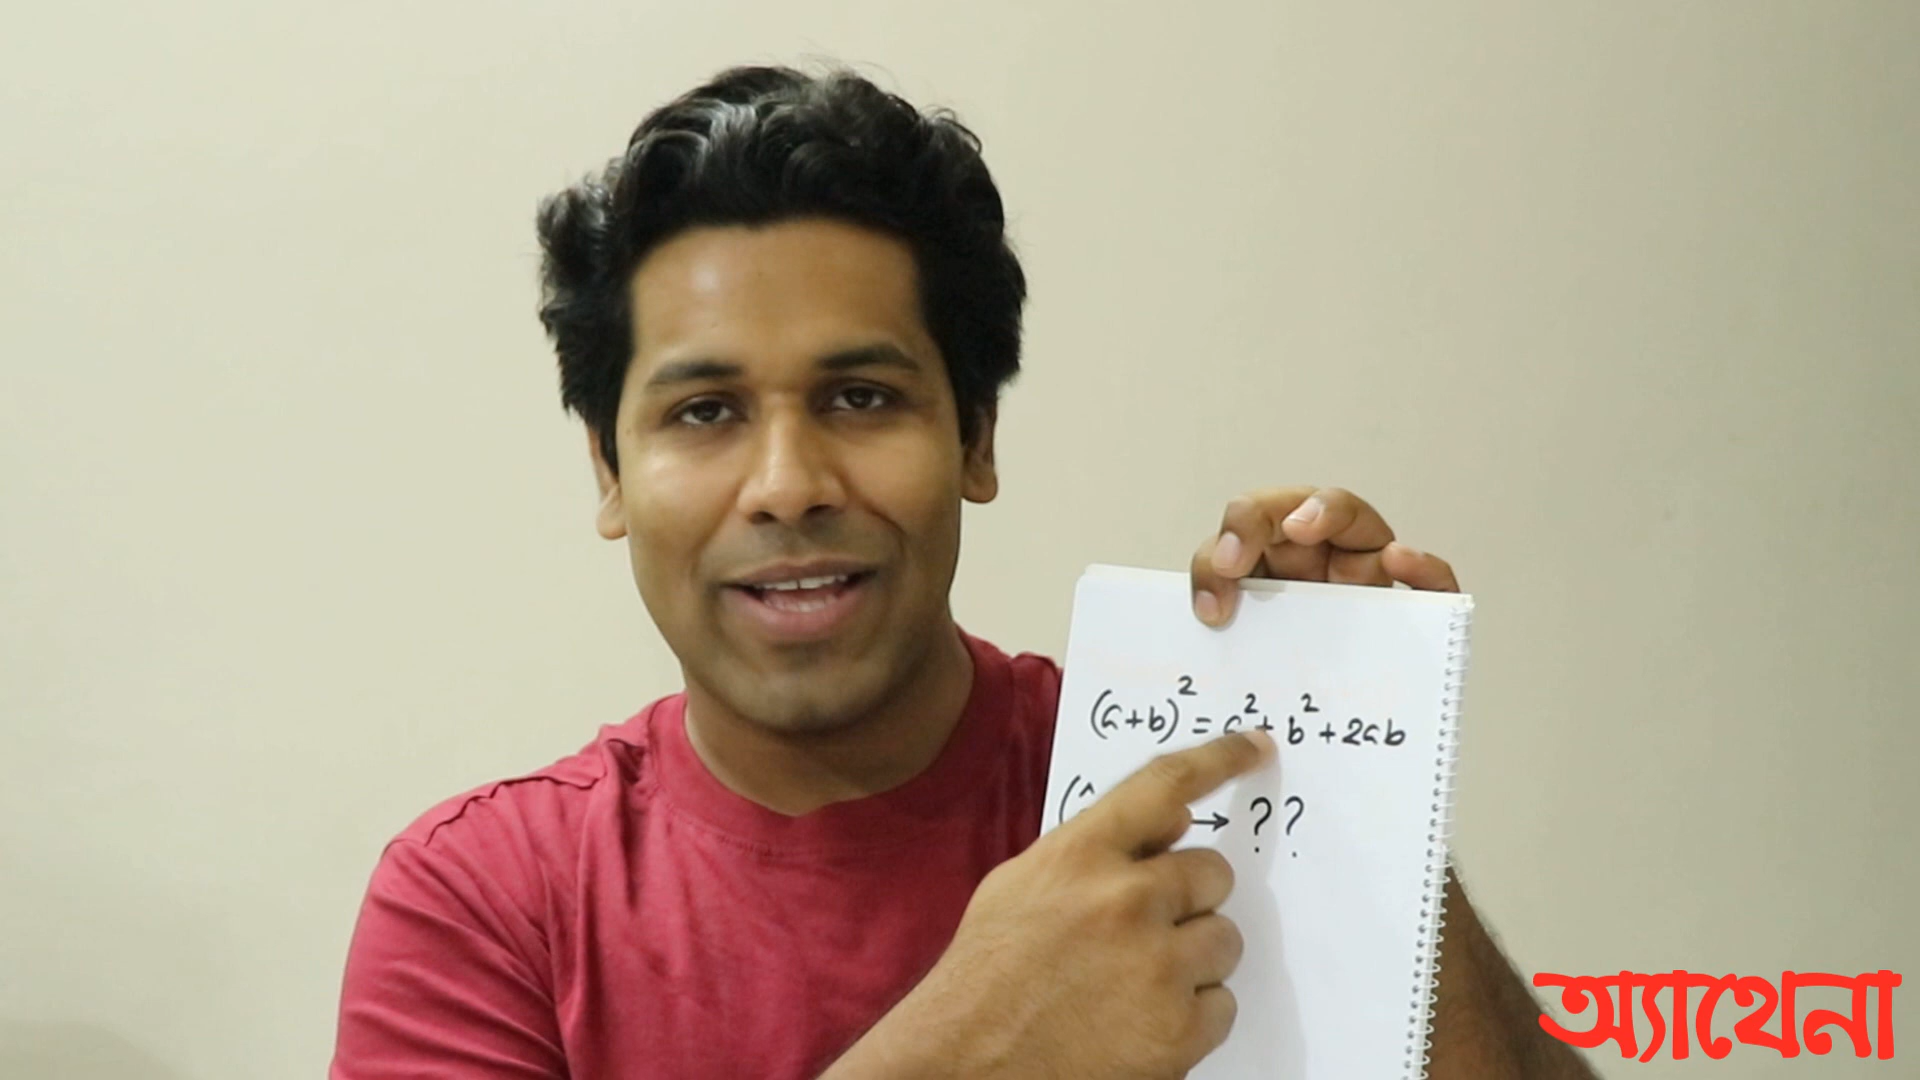 (a+b)² = a² + b² + 2ab
( → ??
অ্যাথেনা